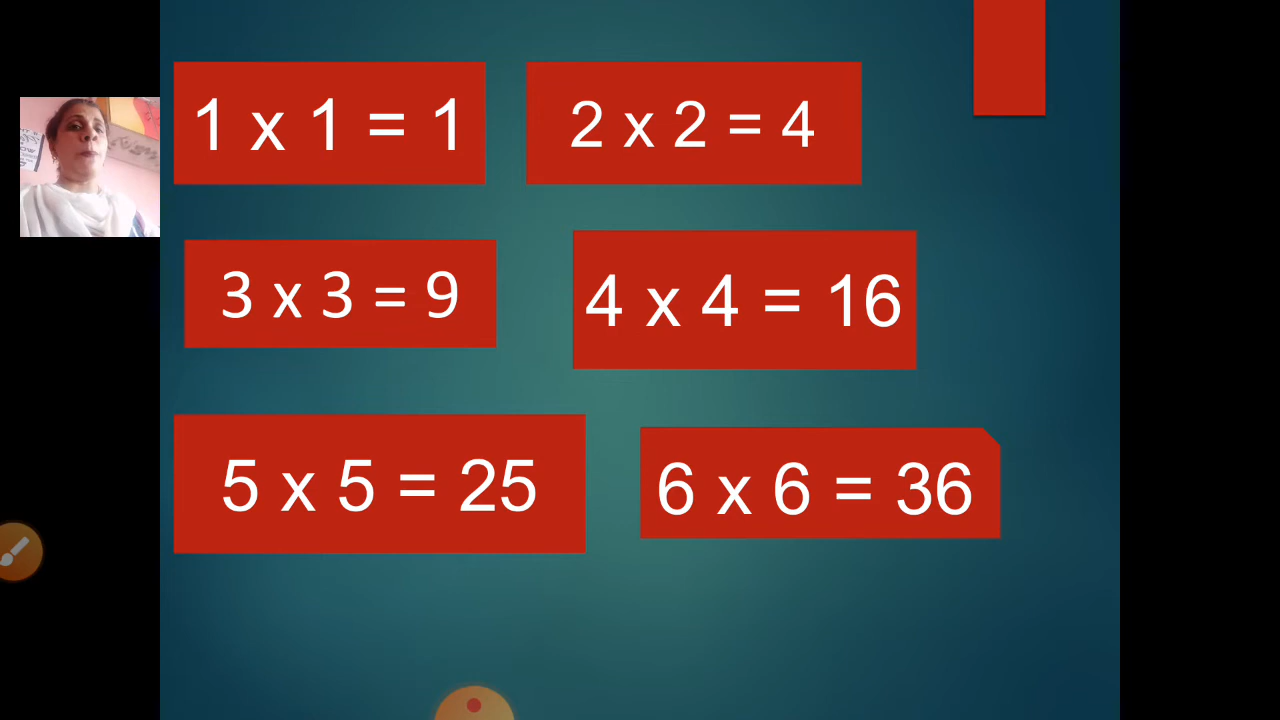 1 x 1 = 1
2 x 2 = 4
3 x 3 = 9
4 x 4 = 16
5 x 5 = 25
6 x 6 = 36